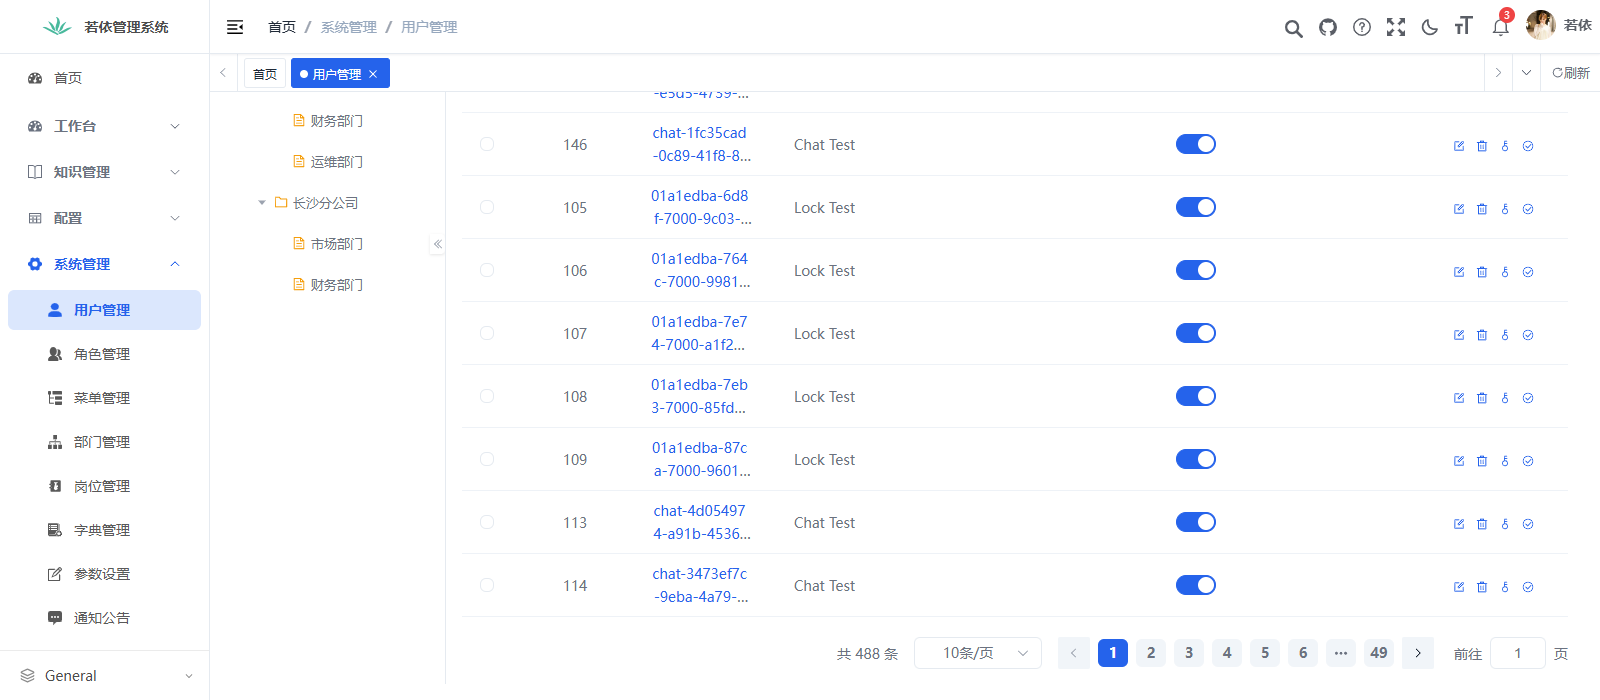 若依管理系统
首页 / 系统管理 / 用户管理
3
若依
首页
用户管理
刷新
首页
工作台
知识管理
配置
系统管理
用户管理
角色管理
菜单管理
部门管理
岗位管理
字典管理
参数设置
通知公告
General
财务部门
运维部门
长沙分公司
市场部门
财务部门
-e5d5-4739-...
146 chat-1fc35cad Chat Test
-0c89-41f8-8...
105 01a1edba-6d8 Lock Test
f-7000-9c03-...
106 01a1edba-764 Lock Test
c-7000-9981...
107 01a1edba-7e7 Lock Test
4-7000-a1f2...
108 01a1edba-7eb Lock Test
3-7000-85fd...
109 01a1edba-87c Lock Test
a-7000-9601...
113 chat-4d05497 Chat Test
4-a91b-4536...
114 chat-3473ef7c Chat Test
-9eba-4a79-...
共 488 条 10条/页 1 2 3 4 5 6 ... 49 前往 1 页